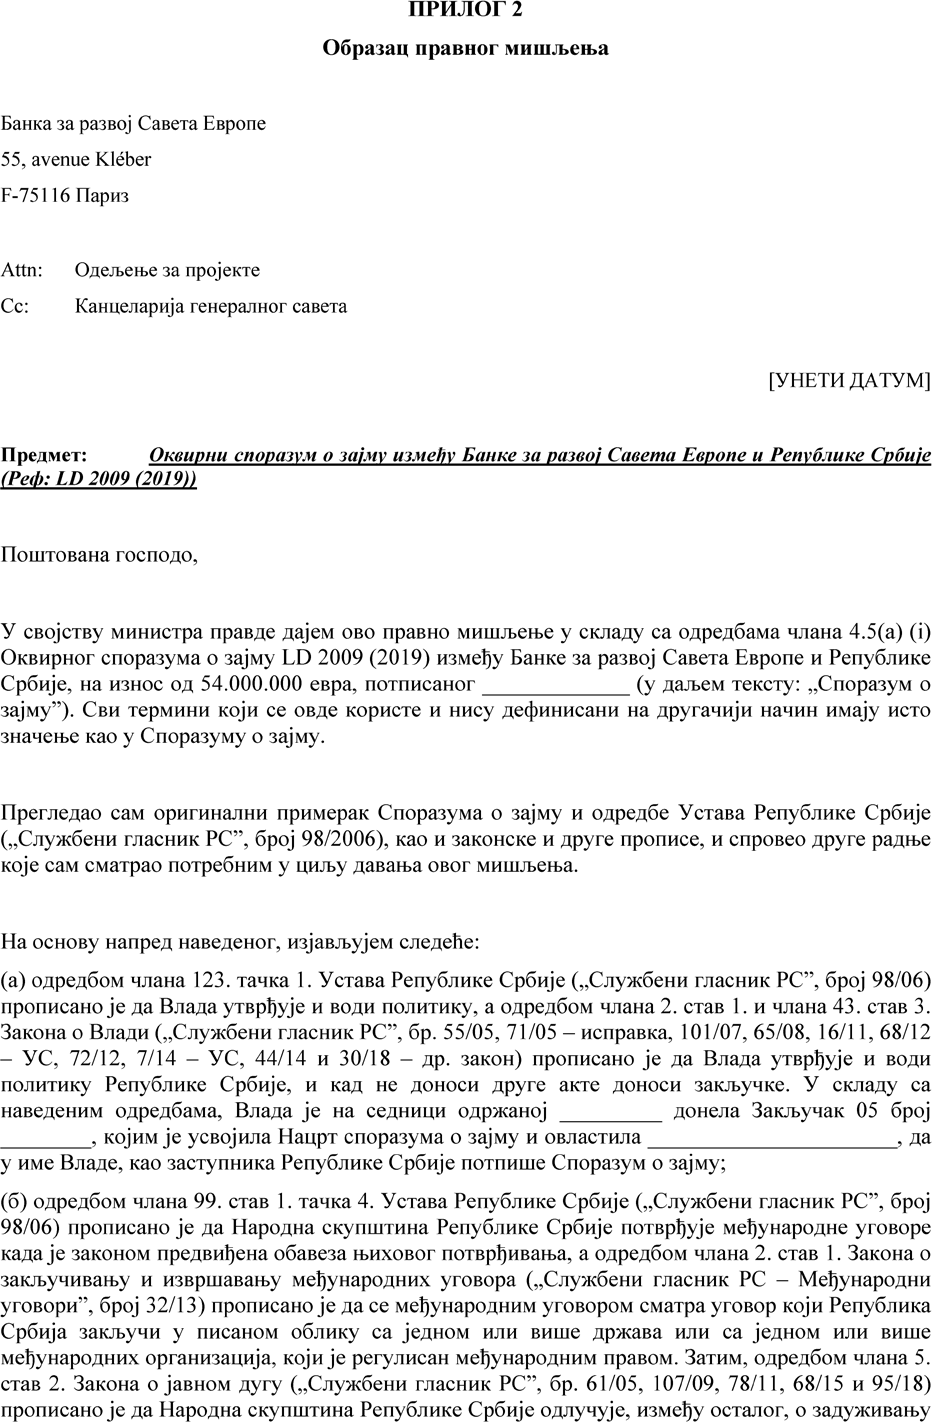 ПРИЛОГ 2
Образац правног мишљења
Банка за развој Савета Европе
55, avenue Kléber
F-75116 Париз
Attn: Одељење за пројекте
Cc: Канцеларија генералног савета
[УНЕТИ ДАТУМ]
Предмет: Оквирни споразум о зајму између Банке за развој Савета Европе и Републике Србије
(Реф: LD 2009 (2019))
Поштована господо,
У својству министра правде дајем ово правно мишљење у складу са одредбама члана 4.5(а) (i)
Оквирног споразума о зајму LD 2009 (2019) између Банке за развој Савета Европе и Републике
Србије, на износ од 54.000.000 евра, потписаног _____________ (у даљем тексту: „Споразум о
зајму”). Сви термини који се овде користе и нису дефинисани на другачији начин имају исто
значење као у Споразуму о зајму.
Прегледао сам оригинални примерак Споразума о зајму и одредбе Устава Републике Србије
(„Службени гласник РС”, број 98/2006), као и законске и друге прописе, и спровео друге радње
које сам сматрао потребним у циљу давања овог мишљења.
На основу напред наведеног, изјављујем следеће:
(а) одредбом члана 123. тачка 1. Устава Републике Србије („Службени гласник РС”, број 98/06)
прописано је да Влада утврђује и води политику, а одредбом члана 2. став 1. и члана 43. став 3.
Закона о Влади („Службени гласник РС”, бр. 55/05, 71/05 – исправка, 101/07, 65/08, 16/11, 68/12
– УС, 72/12, 7/14 – УС, 44/14 и 30/18 – др. закон) прописано је да Влада утврђује и води
политику Републике Србије, и кад не доноси друге акте доноси закључке. У складу са
наведеним одредбама, Влада је на седници одржаној _________ донела Закључак 05 број
________, којим је усвојила Нацрт споразума о зајму и овластила ______________________, да
у име Владе, као заступника Републике Србије потпише Споразум о зајму;
(б) одредбом члана 99. став 1. тачка 4. Устава Републике Србије („Службени гласник РС”, број
98/06) прописано је да Народна скупштина Републике Србије потврђује међународне уговоре
када је законом предвиђена обавеза њиховог потврђивања, а одредбом члана 2. став 1. Закона о
закључивању и извршавању међународних уговора („Службени гласник РС – Међународни
уговори”, број 32/13) прописано је да се међународним уговором сматра уговор који Република
Србија закључи у писаном облику са једном или више држава или са једном или више
међународних организација, који је регулисан међународним правом. Затим, одредбом члана 5.
став 2. Закона о јавном дугу („Службени гласник РС”, бр. 61/05, 107/09, 78/11, 68/15 и 95/18)
прописано је да Народна скупштина Републике Србије одлучује, између осталог, о задуживању